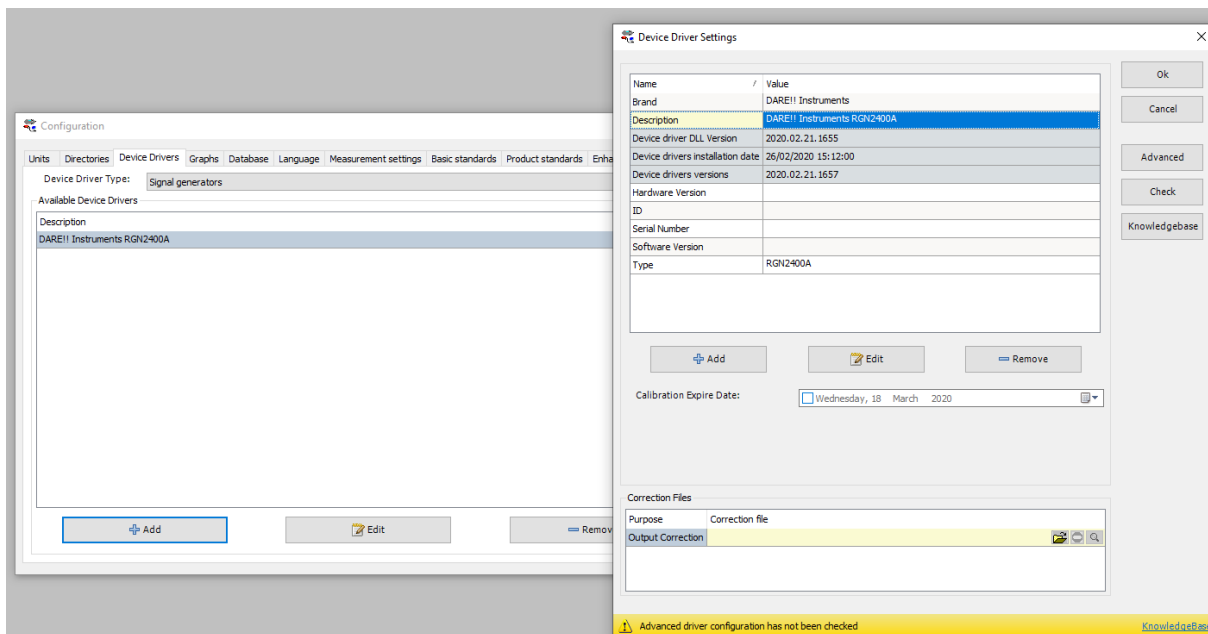 Configuration
Units Directories Device Drivers Graphs Database Language Measurement settings Basic standards Product standards Enha
Device Driver Type: Signal generators
Available Device Drivers
Description
DARE!! Instruments RGN2400A
Add Edit Remov
Device Driver Settings
Name / Value
Brand DARE!! Instruments
Description DARE!! Instruments RGN2400A
Device driver DLL Version 2020.02.21.1655
Device drivers installation date 26/02/2020 15:12:00
Device drivers versions 2020.02.21.1657
Hardware Version
ID
Serial Number
Software Version
Type RGN2400A
Add Edit Remove
Calibration Expire Date: Wednesday, 18 March 2020
Correction Files
Purpose Correction file
Output Correction
Advanced driver configuration has not been checked KnowledgeBase
Ok
Cancel
Advanced
Check
Knowledgebase